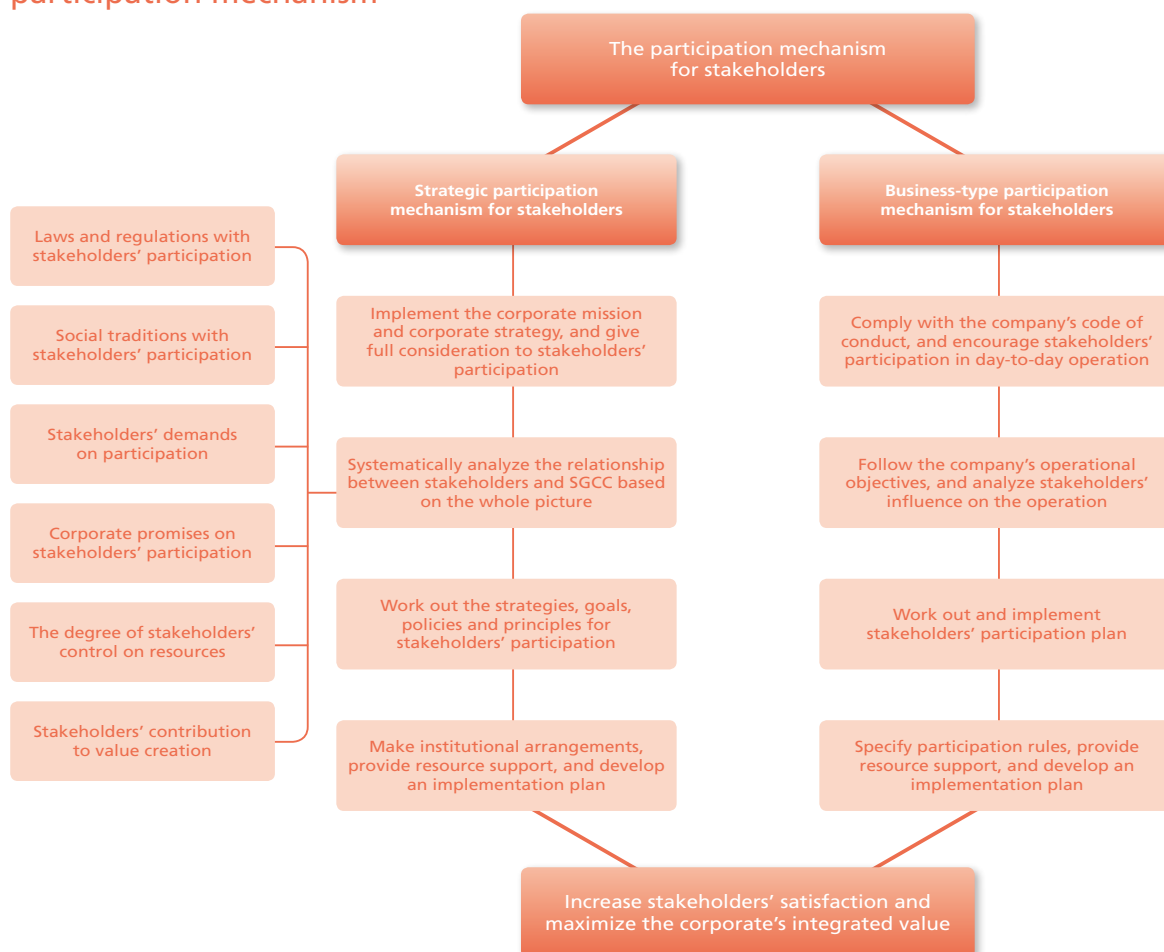 participation mechanism
The participation mechanism
for stakeholders
Strategic participation
mechanism for stakeholders
Business-type participation
mechanism for stakeholders
Laws and regulations with
stakeholders’ participation
Social traditions with
stakeholders’ participation
Stakeholders’ demands
on participation
Corporate promises on
stakeholders’ participation
The degree of stakeholders’
control on resources
Stakeholders’ contribution
to value creation
Implement the corporate mission
and corporate strategy, and give
full consideration to stakeholders’
participation
Systematically analyze the relationship
between stakeholders and SGCC based
on the whole picture
Work out the strategies, goals,
policies and principles for
stakeholders’ participation
Make institutional arrangements,
provide resource support, and develop
an implementation plan
Comply with the company’s code of
conduct, and encourage stakeholders’
participation in day-to-day operation
Follow the company’s operational
objectives, and analyze stakeholders’
influence on the operation
Work out and implement
stakeholders’ participation plan
Specify participation rules, provide
resource support, and develop an
implementation plan
Increase stakeholders’ satisfaction and
maximize the corporate’s integrated value